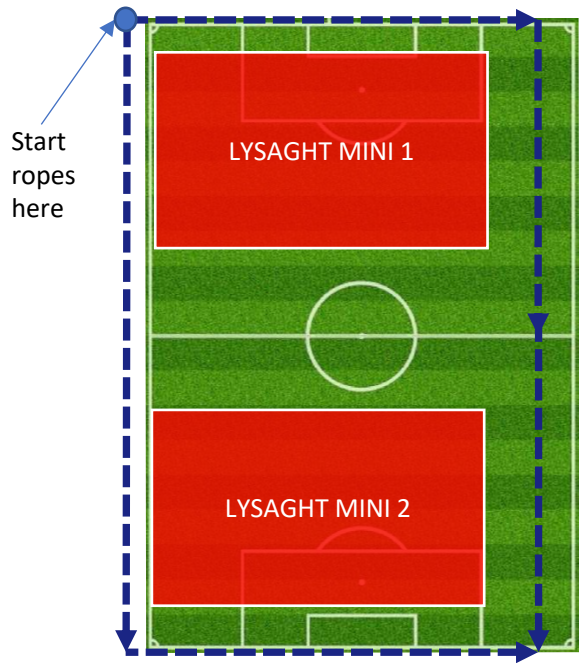 Start
ropes
here
LYSAGHT MINI 1
LYSAGHT MINI 2